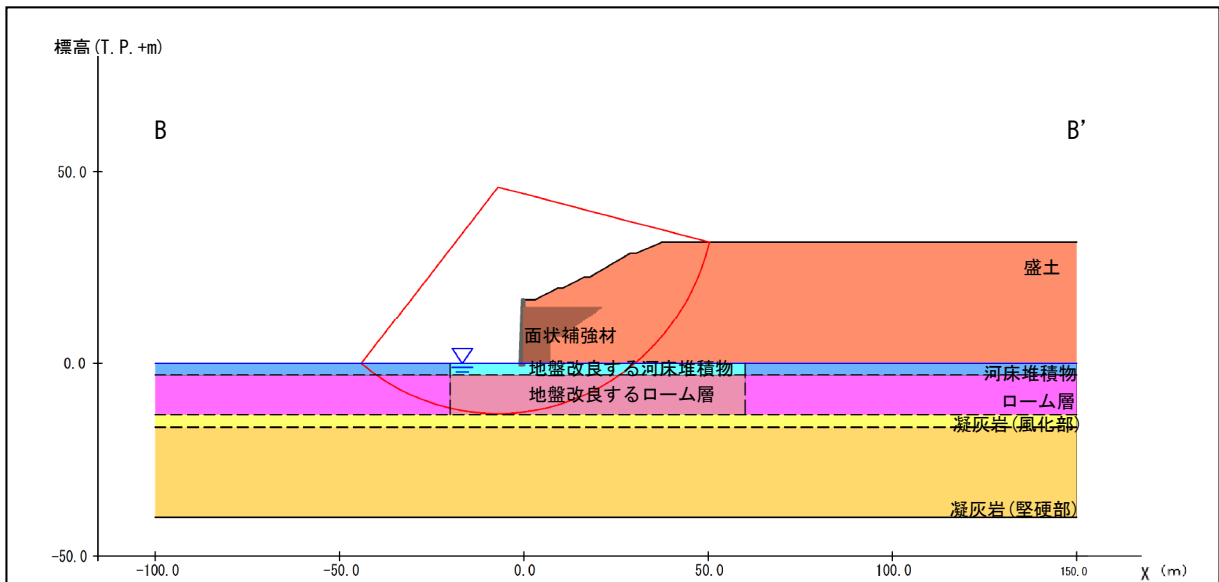 標高(T.P.+m)
B
B’
50.0
盛土
面状補強材
0.0
地盤改良する河床堆積物
河床堆積物
地盤改良するローム層
ローム層
凝灰岩(風化部)
凝灰岩(堅硬部)
-50.0
-100.0
-50.0
0.0
50.0
100.0
150.0
X (m)